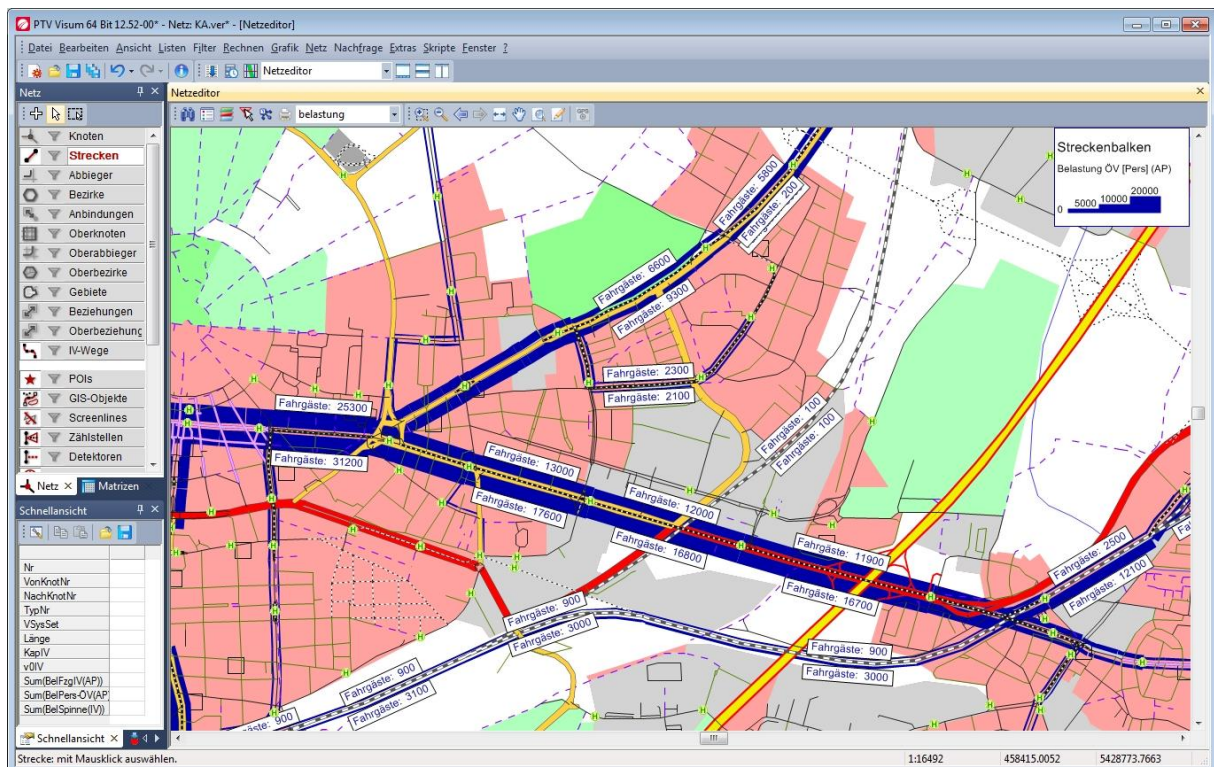 PTV Visum 64 Bit 12.52-00* - Netz: KA.ver* - [Netzeditor]
Datei Bearbeiten Ansicht Listen Filter Rechnen Grafik Netz Nachfrage Extras Skripte Fenster ?
Netzeditor
Netz
Knoten
Strecken
Abbieger
Bezirke
Anbindungen
Oberknoten
Oberabbieger
Oberbezirke
Gebiete
Beziehungen
Oberbeziehung
IV-Wege
POIs
GIS-Objekte
Screenlines
Zählstellen
Detektoren
Netz
Matrizen
Schnellansicht
Nr
VonKnotNr
NachKnotNr
TypNr
VSysSet
Länge
KapIV
v0IV
Sum(BelFzgIV(AP))
Sum(BelPers-ÖV(AP
Sum(BelSpinne(IV))
Schnellansicht
Netzeditor
belastung
Streckenbalken
Belastung ÖV [Pers] (AP)
0 5000 10000 20000
Fahrgäste: 5800
Fahrgäste: 200
Fahrgäste: 6600
Fahrgäste: 9300
Fahrgäste: 2300
Fahrgäste: 2100
Fahrgäste: 25300
Fahrgäste: 31200
Fahrgäste: 100
Fahrgäste: 100
Fahrgäste: 13000
Fahrgäste: 17600
Fahrgäste: 12000
Fahrgäste: 16800
Fahrgäste: 11900
Fahrgäste: 16700
Fahrgäste: 2500
Fahrgäste: 12100
Fahrgäste: 900
Fahrgäste: 3000
Fahrgäste: 900
Fahrgäste: 3000
Fahrgäste: 900
Fahrgäste: 3100
900
Strecke: mit Mausklick auswählen.
1:16492
458415.0052
5428773.7663